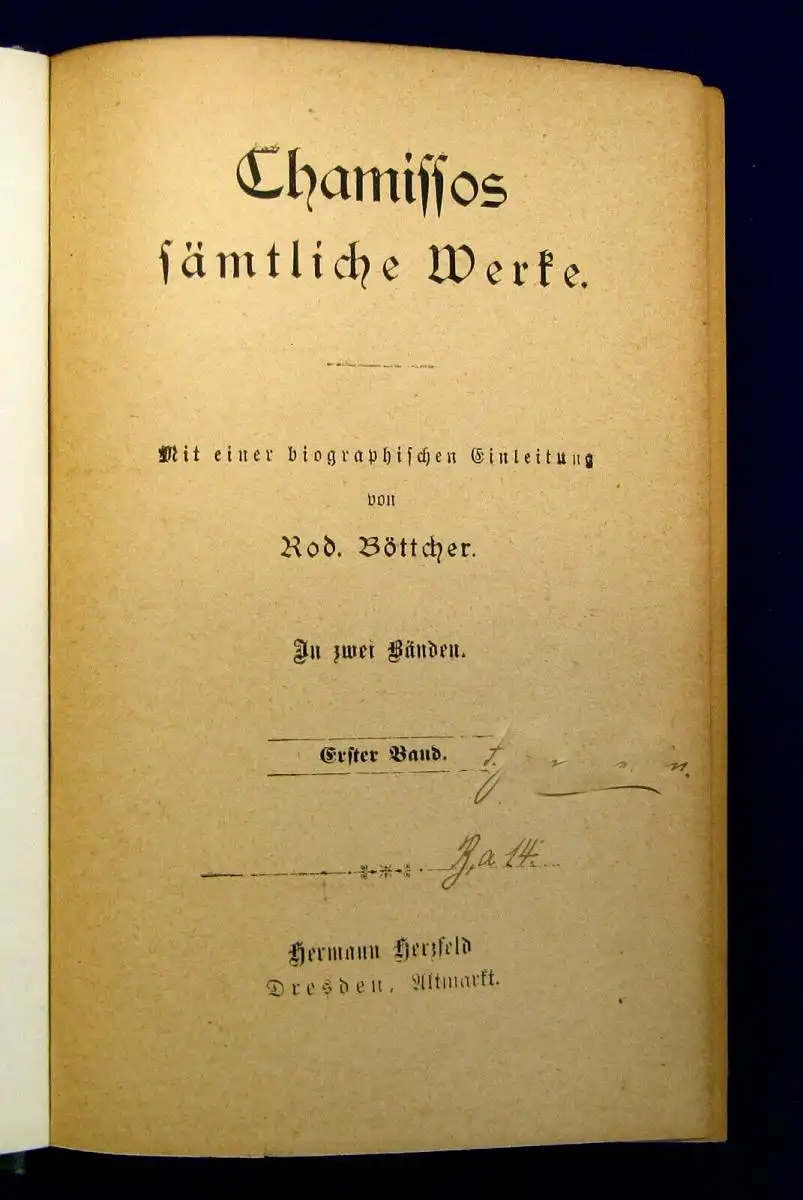 Chamissos
sämtliche Werke.
Mit einer biographischen Einleitung
von
Rod. Böttcher.
In zwei Bänden.
Erster Band.
14.
Hermann Herzfeld
Dresden, Altmarkt.